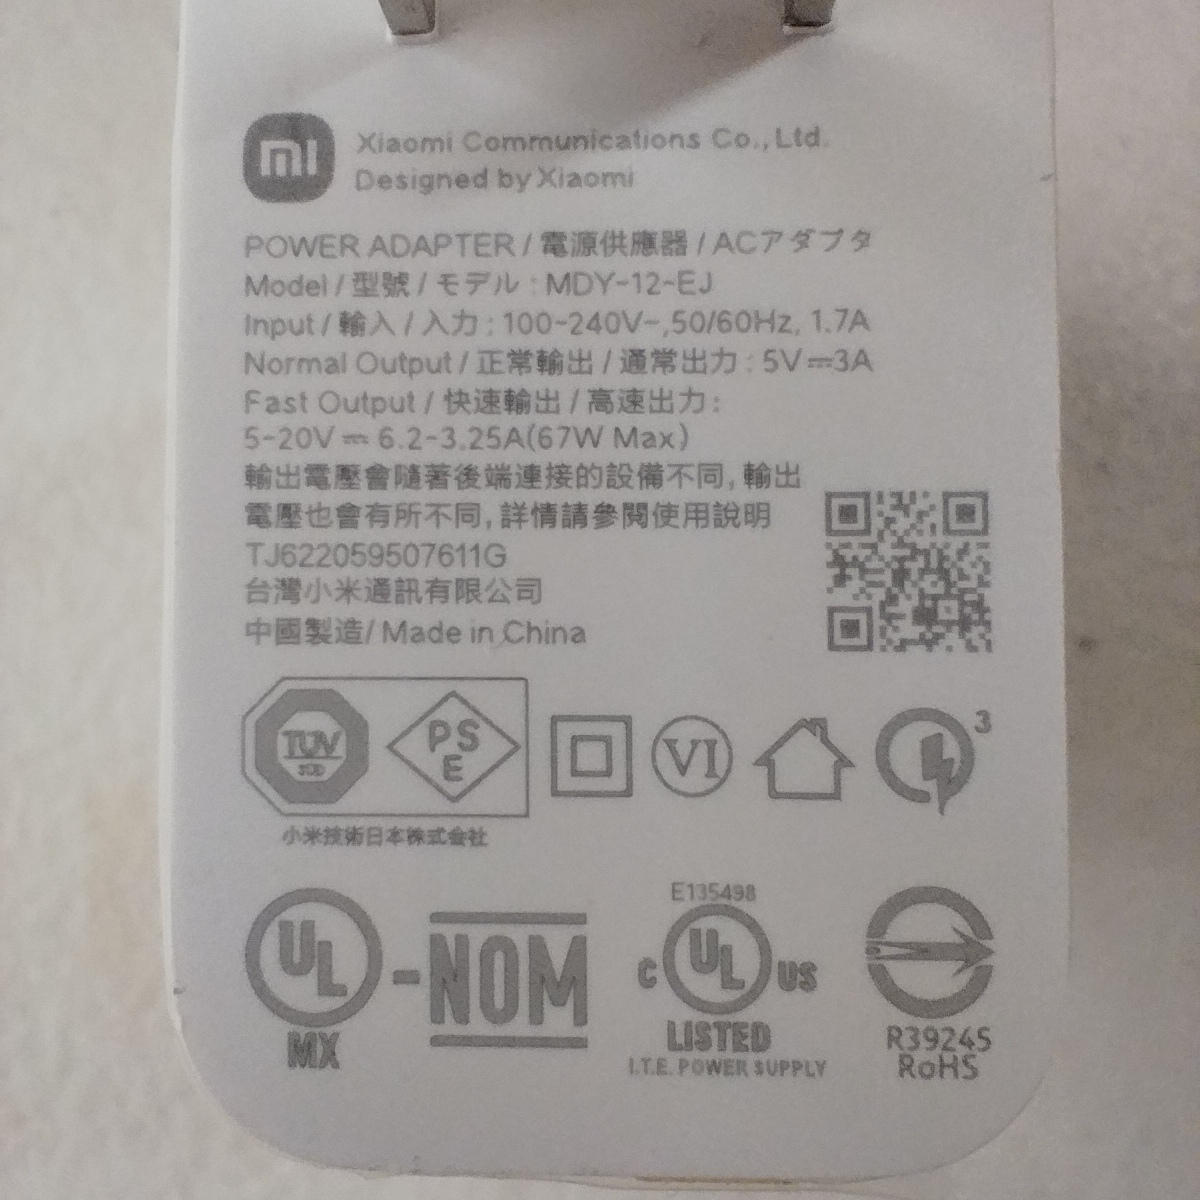 mi
Xiaomi Communications Co., Ltd.
Designed by Xiaomi
POWER ADAPTER / 電源供應器 / ACアダプタ
Model / 型號 / モデル : MDY-12-EJ
Input / 輸入 / 入力 : 100-240V~,50/60Hz, 1.7A
Normal Output / 正常輸出 / 通常出力 : 5V⎓3A
Fast Output / 快速輸出 / 高速出力 :
5-20V⎓ 6.2-3.25A(67W Max)
輸出電壓會隨著後端連接的設備不同, 輸出
電壓也會有所不同, 詳情請參閱使用說明
TJ622059507611G
台灣小米通訊有限公司
中國製造/ Made in China
TÜV SÜD
PS E
VI
3
小米技術日本株式会社
UL MX - NOM
E135498
C UL US
LISTED
I.T.E. POWER SUPPLY
R39245
RoHS